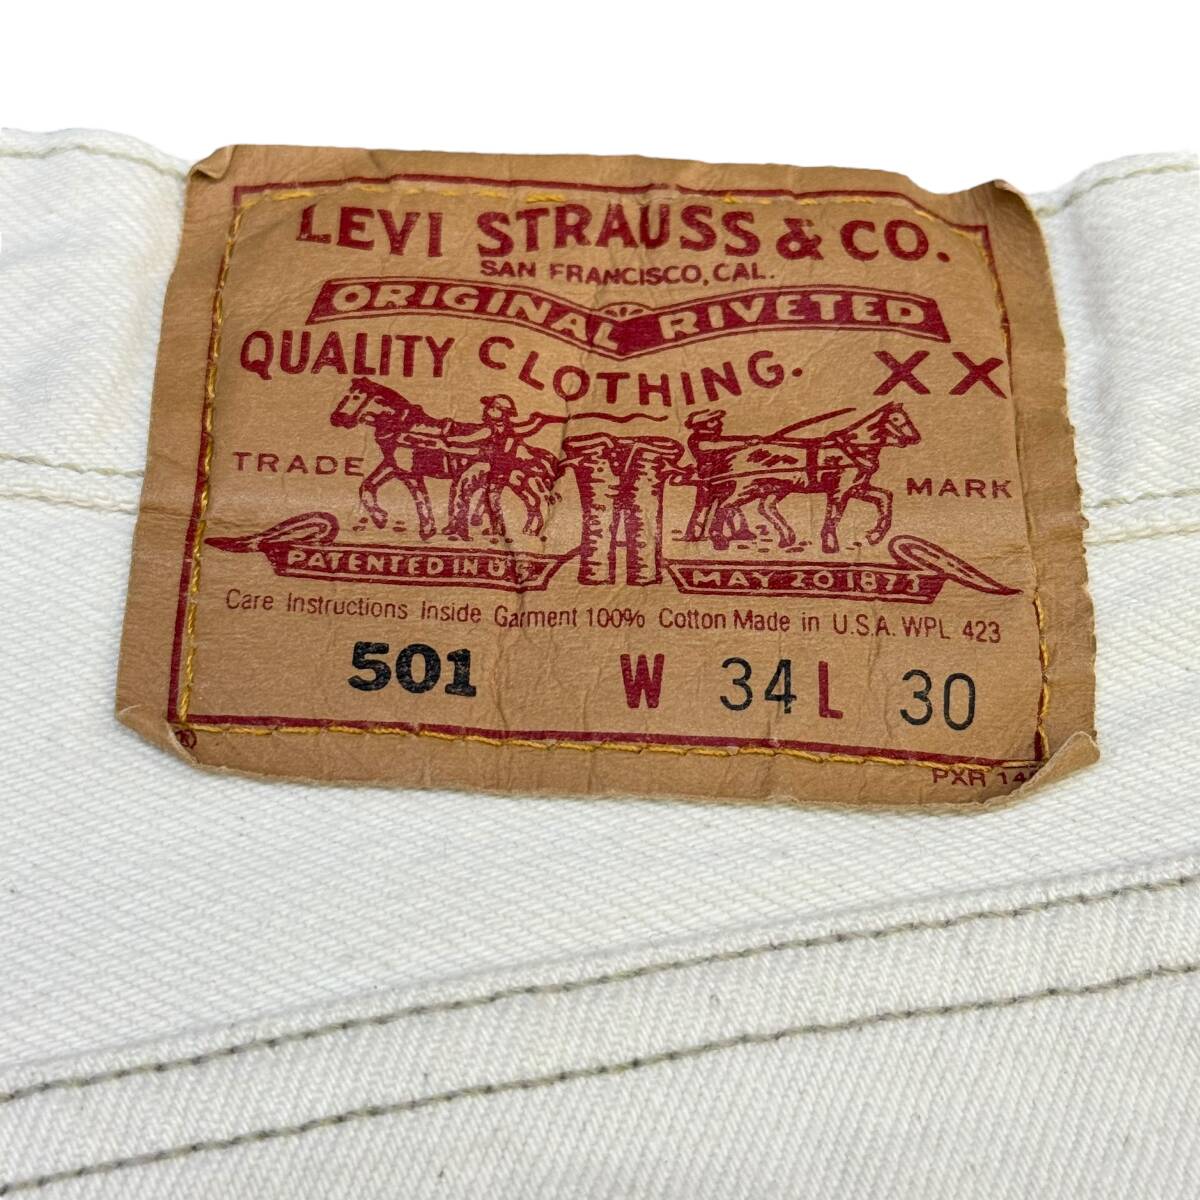 LEVI STRAUSS & CO.
SAN FRANCISCO, CAL.
ORIGINAL RIVETED
QUALITY CLOTHING. XX
TRADE MARK
PATENTED IN U.S. MAY 20 1873
Care Instructions Inside Garment 100% Cotton Made in U.S.A. WPL 423
501 W 34 L 30
®
PXR